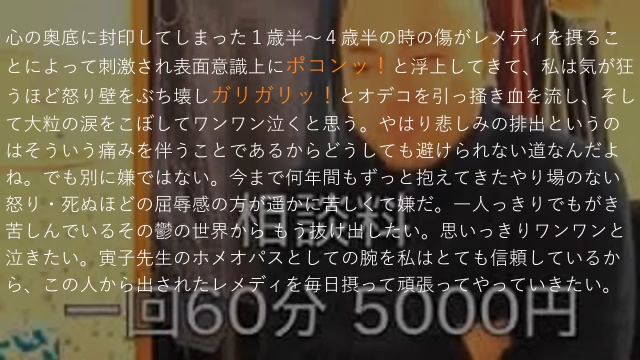 心の奥底に封印してしまった１歳半～４歳半の時の傷がレメディを摂るこ
とによって刺激され表面意識上にポコンッ！と浮上してきて、私は気が狂
うほど怒り壁をぶち壊しガリガリッ！とオデコを引っ掻き血を流し、そし
て大粒の涙をこぼしてワンワン泣くと思う。やはり悲しみの排出というの
はそういう痛みを伴うことであるからどうしても避けられない道なんだよ
ね。でも別に嫌ではない。今まで何年間もずっと抱えてきたやり場のない
怒り・死ぬほどの屈辱感の方が遥かに苦しくて嫌だ。一人っきりでもがき
苦しんでいるその鬱の世界から もう抜け出したい。思いっきりワンワンと
泣きたい。寅子先生のホメオパスとしての腕を私はとても信頼しているか
ら、この人から出されたレメディを毎日摂って頑張ってやっていきたい。
相談料
一回60分 5000円